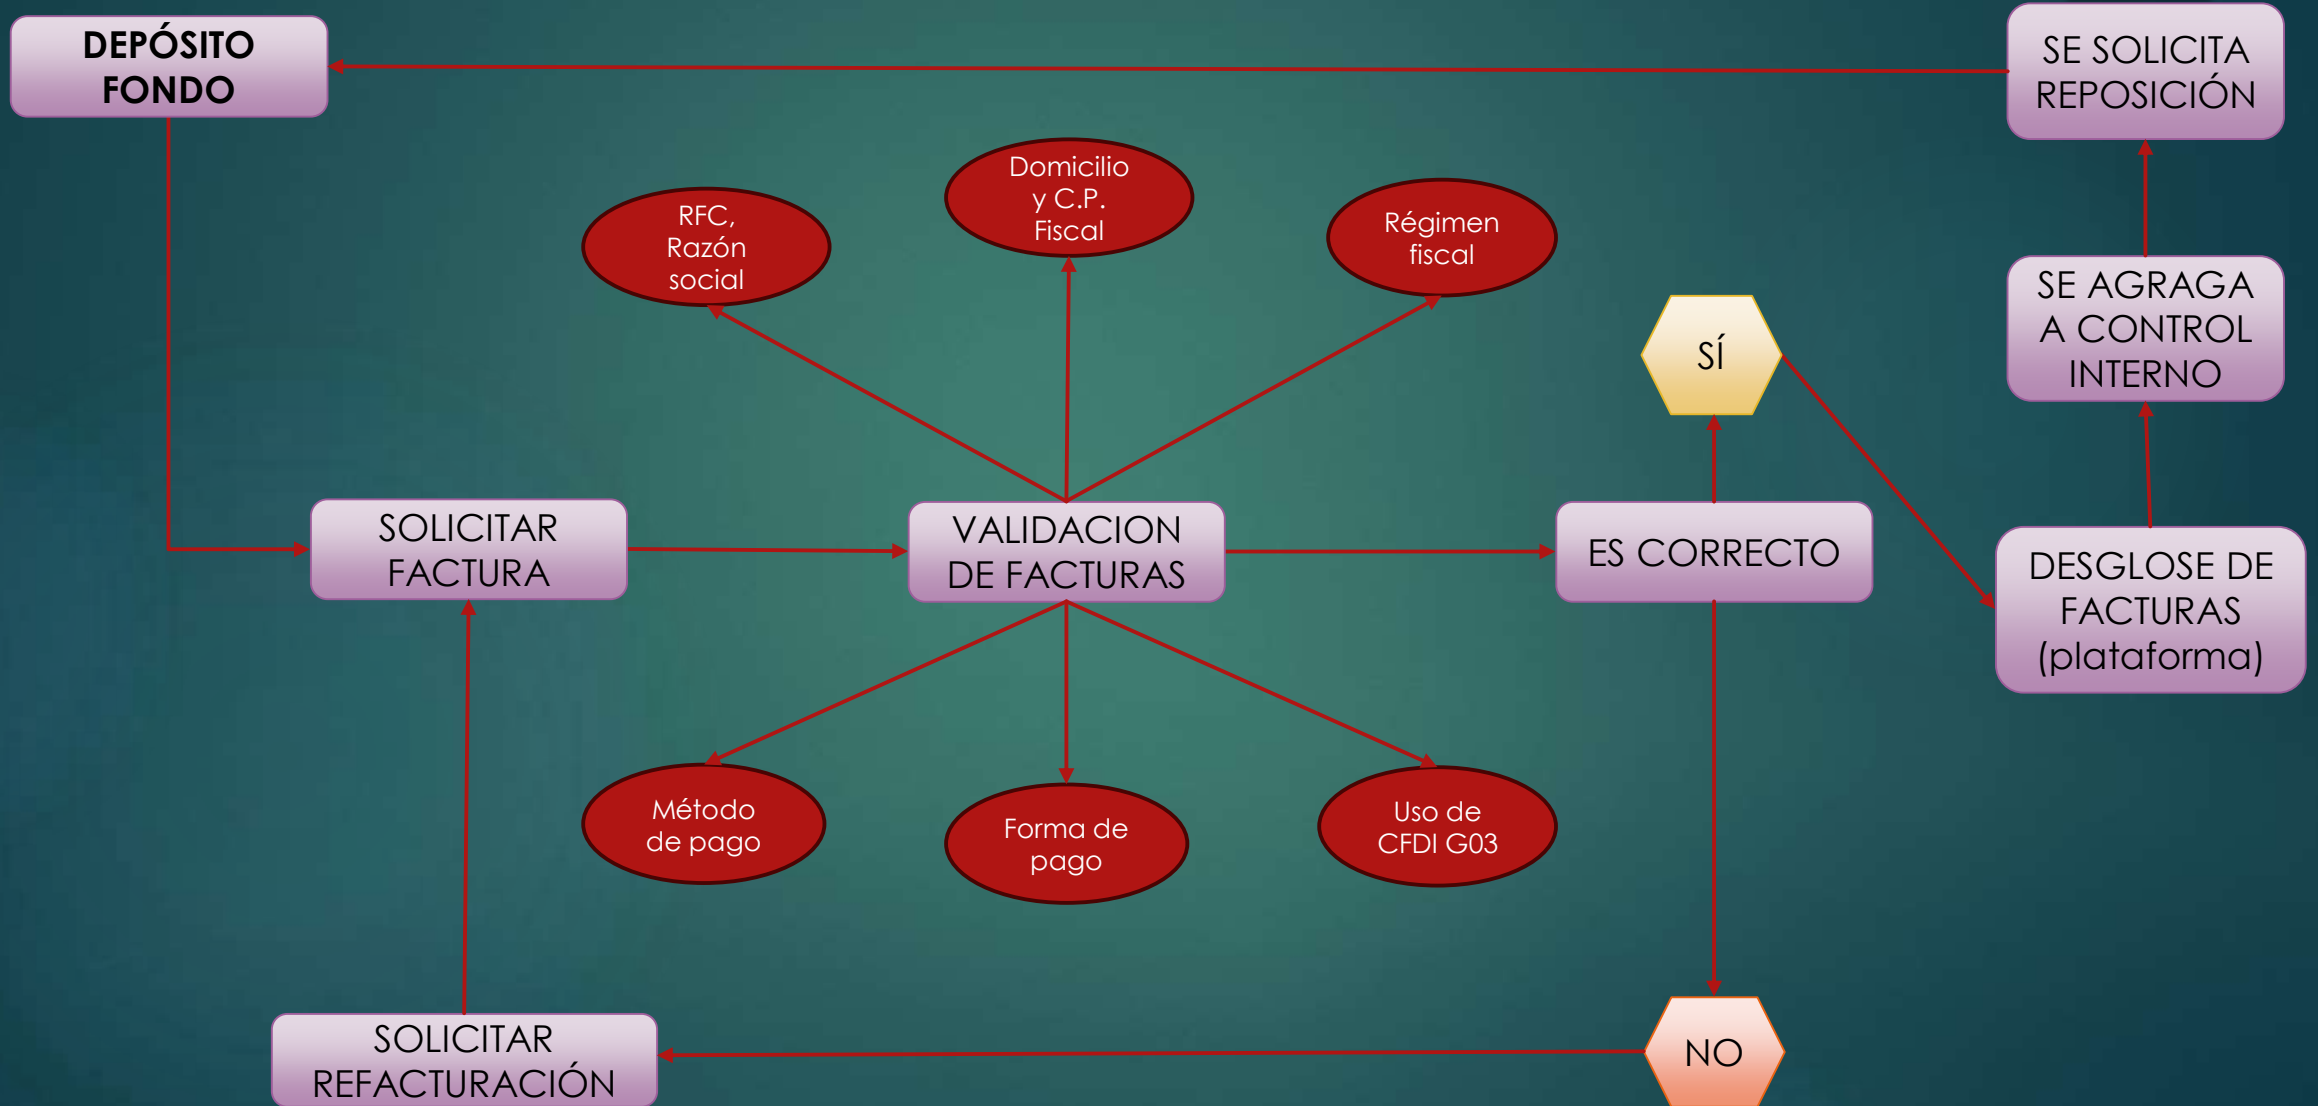 DEPÓSITO
FONDO
SE SOLICITA
REPOSICIÓN
Domicilio
y C.P.
Fiscal
RFC,
Razón
social
Régimen
fiscal
SÍ
SE AGRAGA
A CONTROL
INTERNO
SOLICITAR
FACTURA
VALIDACION
DE FACTURAS
ES CORRECTO
DESGLOSE DE
FACTURAS
(plataforma)
Método
de pago
Forma de
pago
Uso de
CFDI G03
SOLICITAR
REFACTURACIÓN
NO